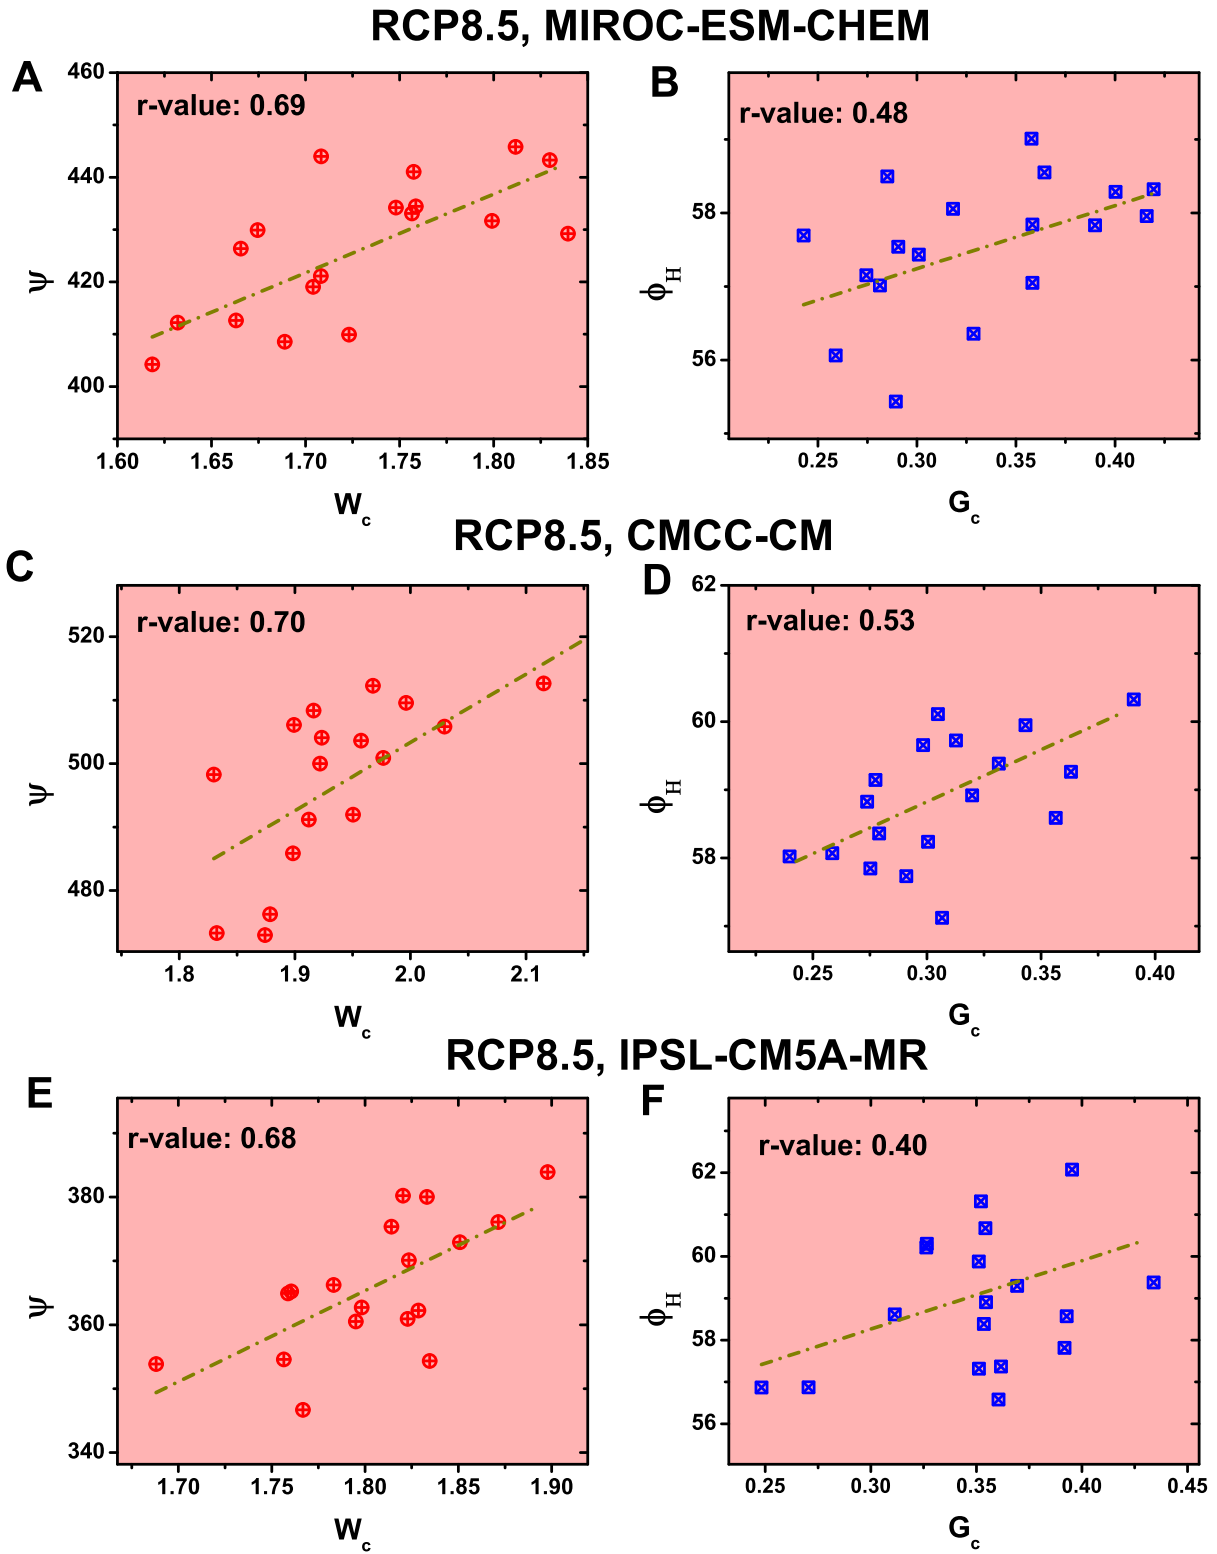 RCP8.5, MIROC-ESM-CHEM
A
r-value: 0.69
ψ
460
440
420
400
1.60 1.65 1.70 1.75 1.80 1.85
Wc
B
r-value: 0.48
ϕH
58
56
0.25 0.30 0.35 0.40
Gc
RCP8.5, CMCC-CM
C
r-value: 0.70
ψ
520
500
480
1.8 1.9 2.0 2.1
Wc
D
r-value: 0.53
ϕH
62
60
58
0.25 0.30 0.35 0.40
Gc
RCP8.5, IPSL-CM5A-MR
E
r-value: 0.68
ψ
380
360
340
1.70 1.75 1.80 1.85 1.90
Wc
F
r-value: 0.40
ϕH
62
60
58
56
0.25 0.30 0.35 0.40 0.45
Gc